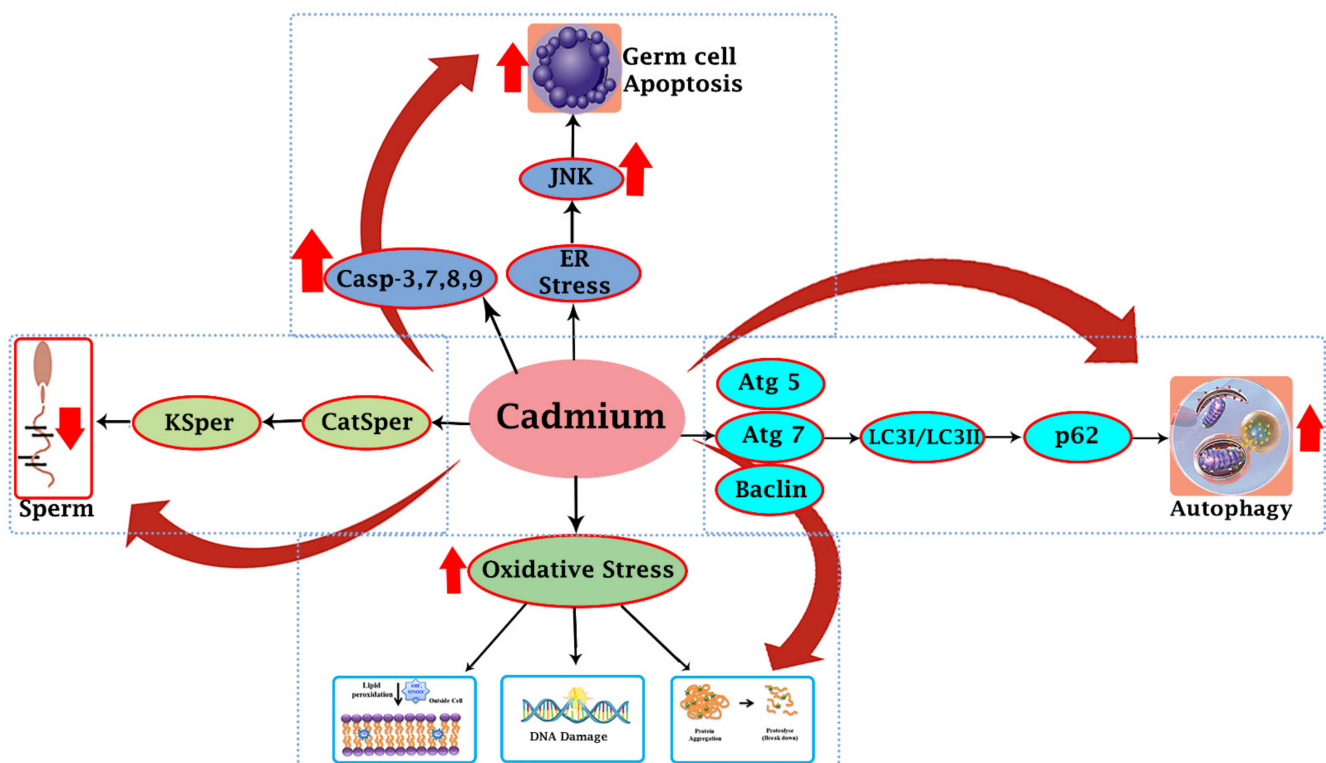 Germ cell
Apoptosis
JNK
ER
Stress
Casp-3,7,8,9
Cadmium
CatSper
KSper
Sperm
Atg 5
Atg 7
Baclin
LC3I/LC3II
p62
Autophagy
Oxidative Stress
Lipid
peroxidation
Outside Cell
DNA Damage
Protein
Aggregation
Proteolyse
(Break down)